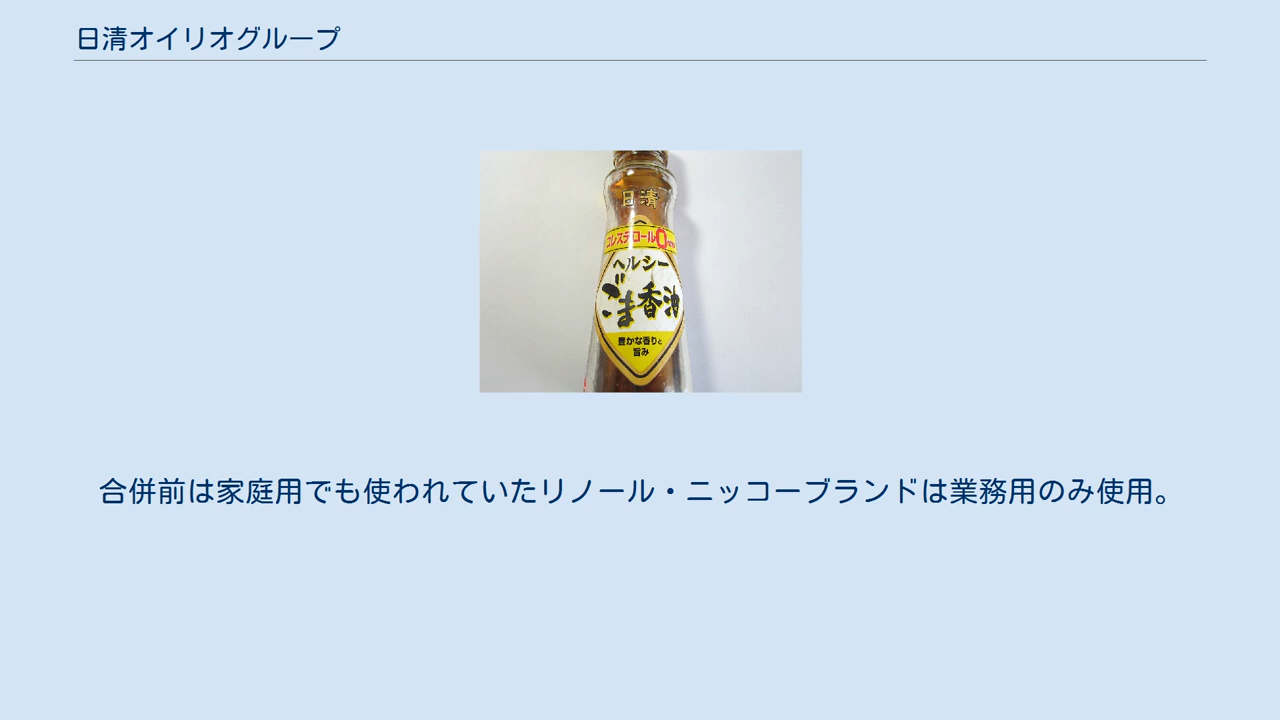 日清オイリオグループ
日清
コレステロール0
ヘルシー
ごま香油
豊かな香りと
旨み
合併前は家庭用でも使われていたリノール・ニッコーブランドは業務用のみ使用。